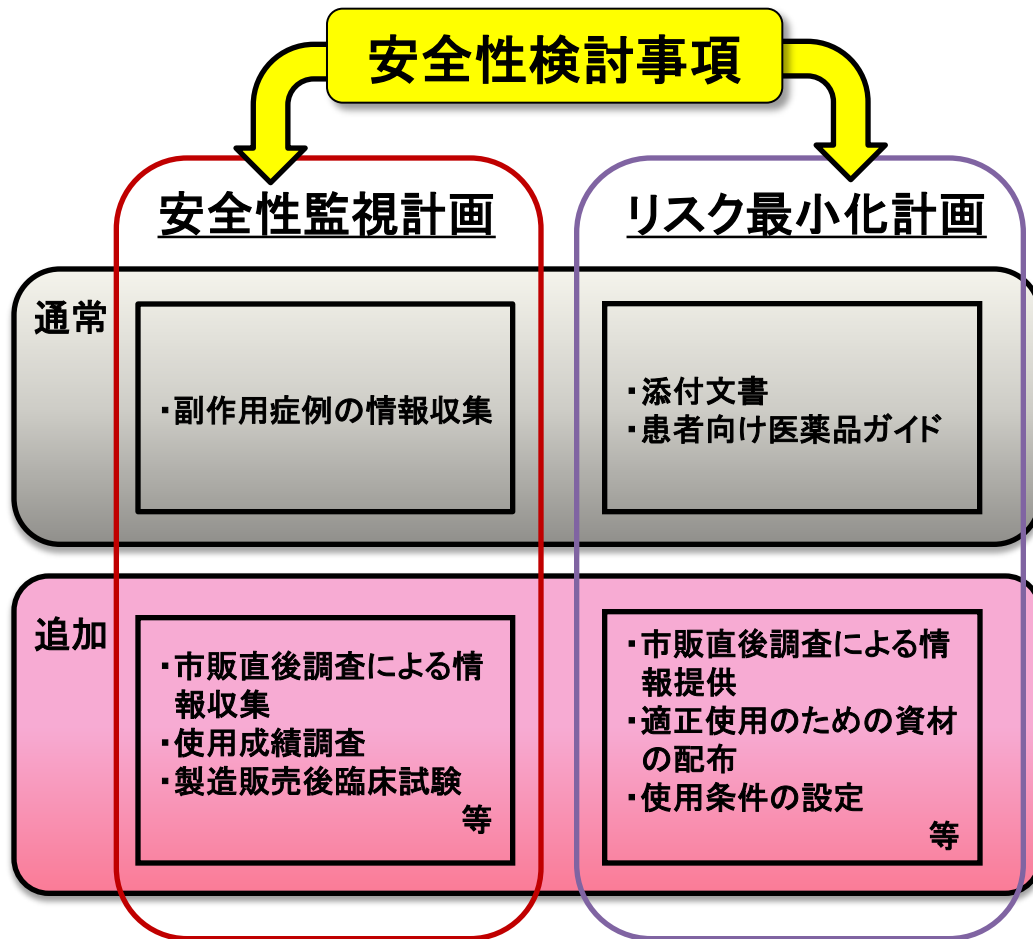 安全性検討事項
安全性監視計画
リスク最小化計画
通常
・副作用症例の情報収集
・添付文書
・患者向け医薬品ガイド
追加
・市販直後調査による情
報収集
・使用成績調査
・製造販売後臨床試験
等
・市販直後調査による情
報提供
・適正使用のための資材
の配布
・使用条件の設定
等